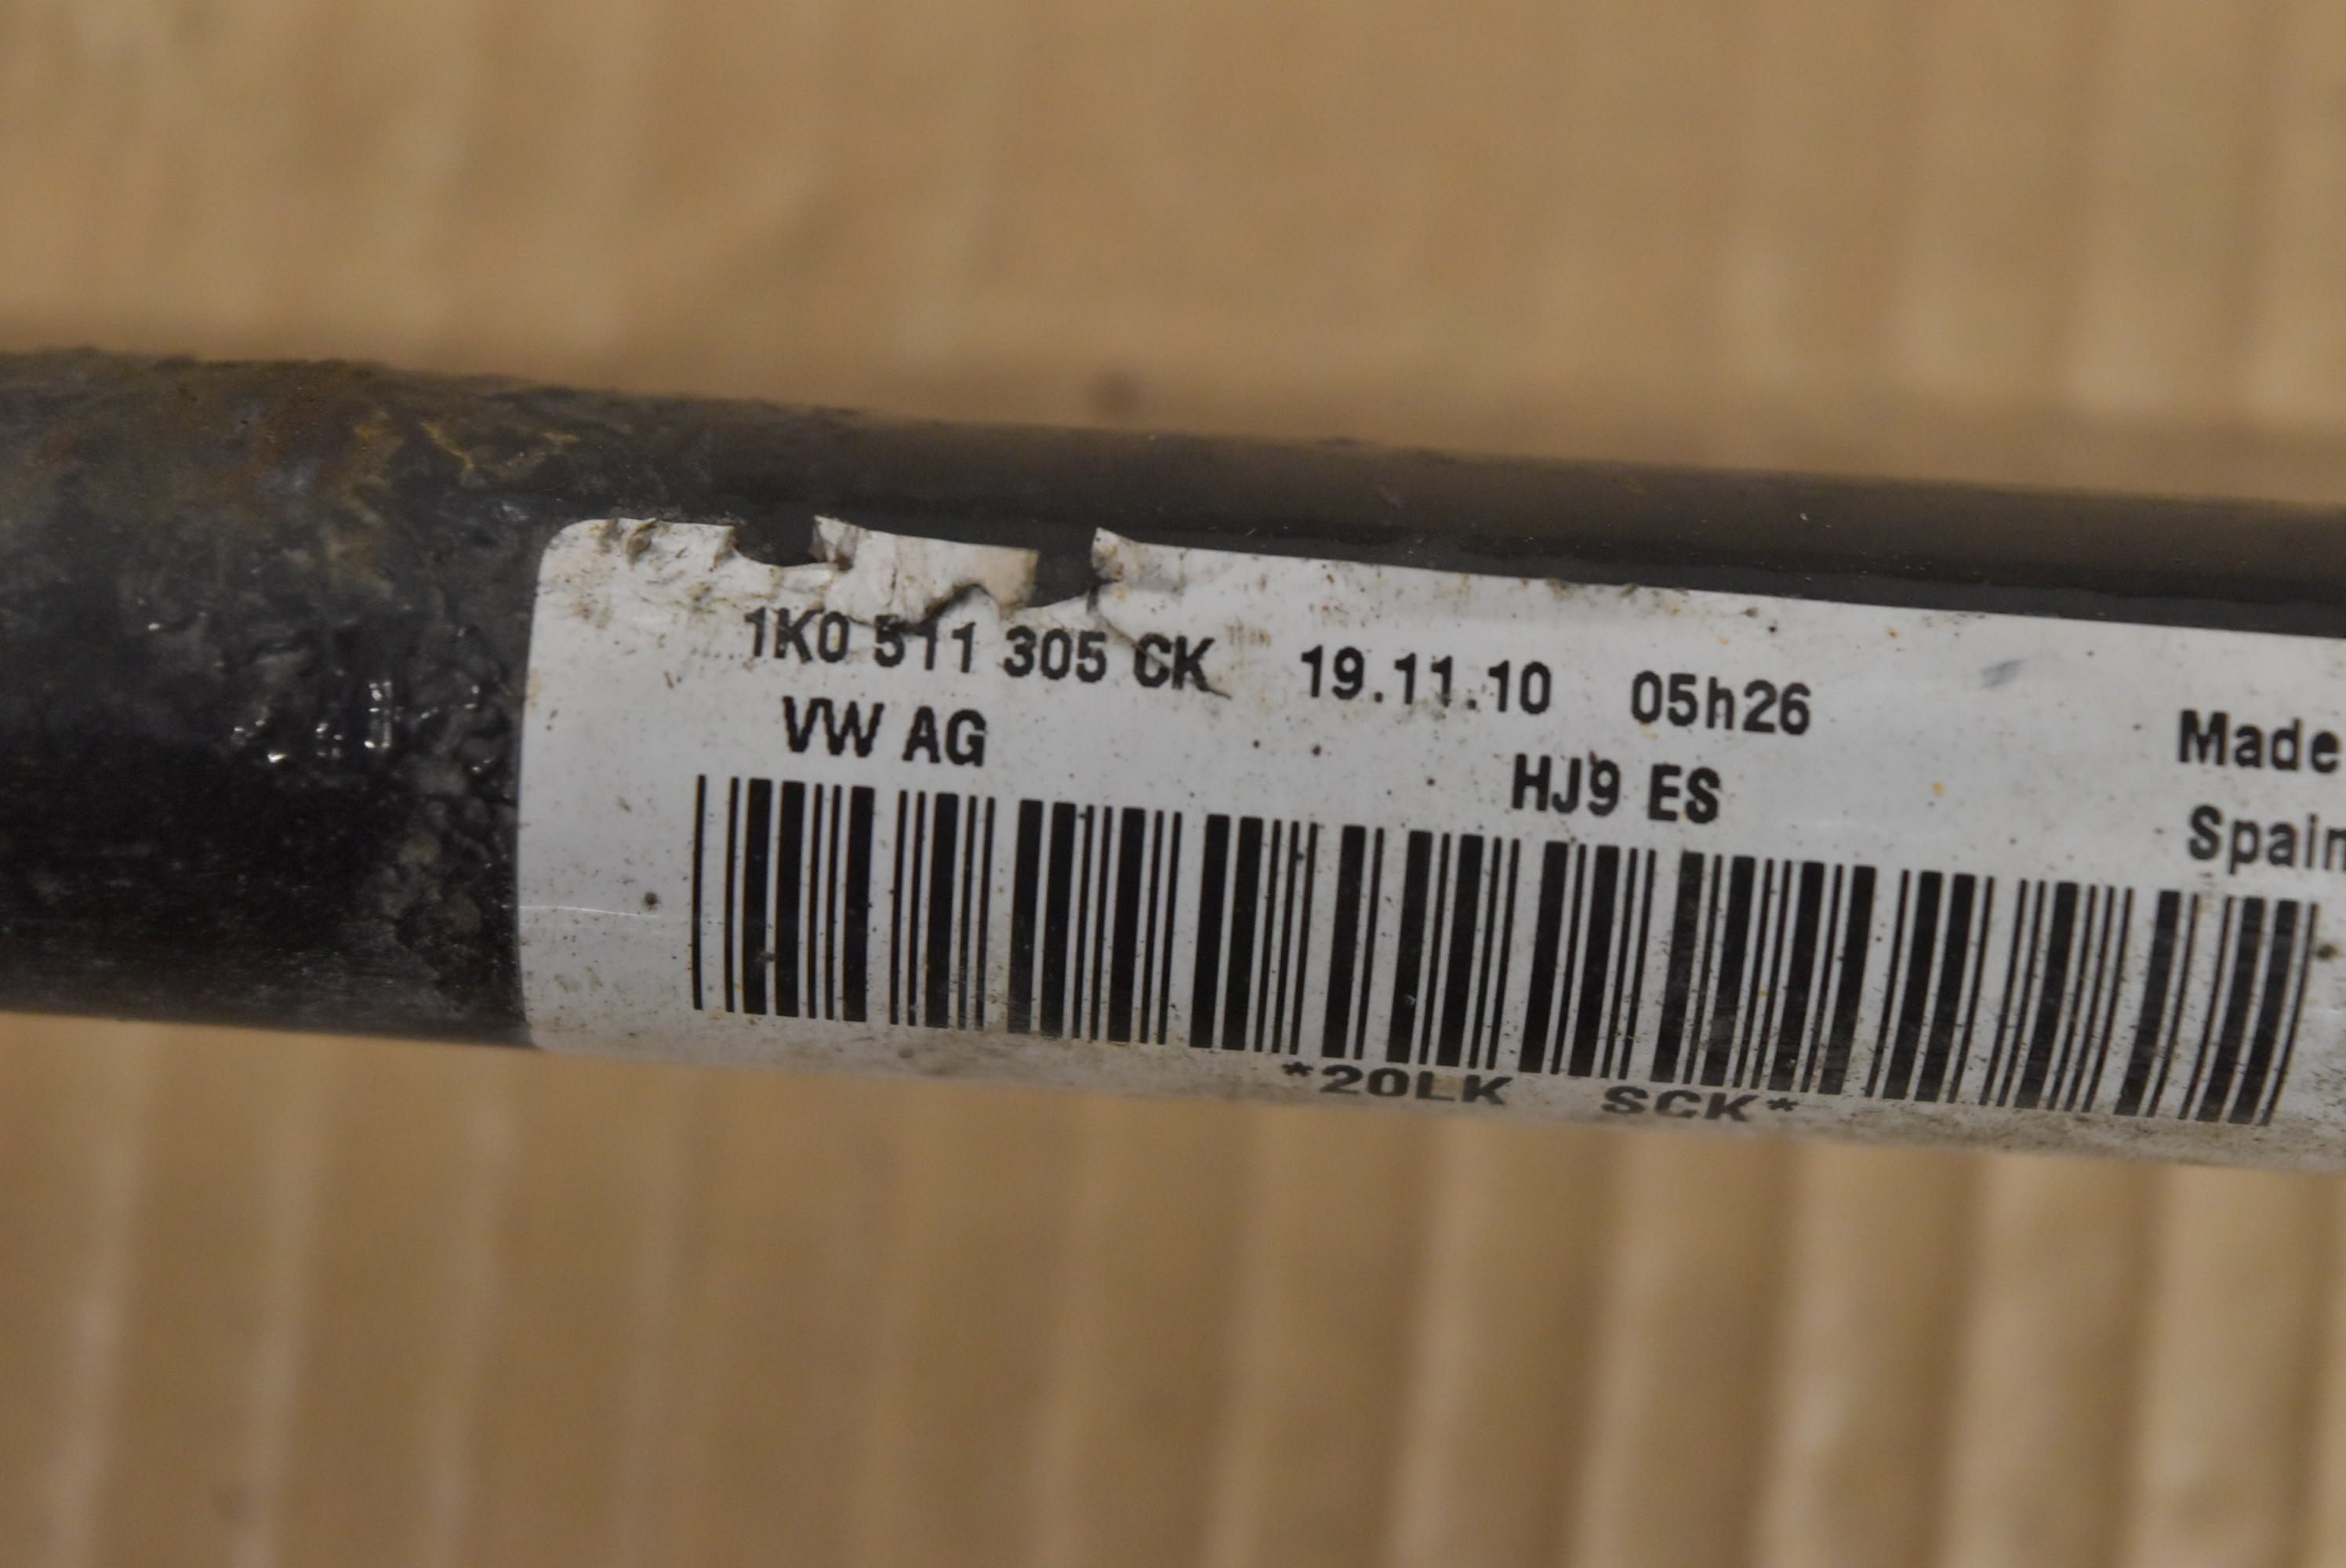 1K0 511 305 CK 19.11.10 05h26
VW AG
HJ9 ES
Made
Spain
*20LK SCK*